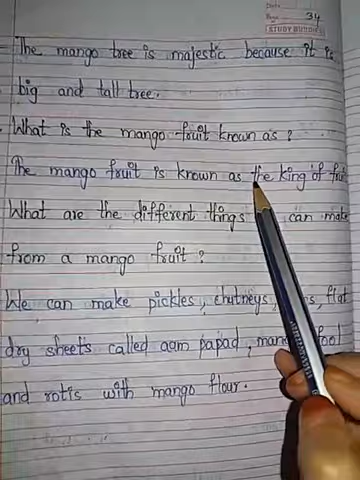 Date
Page 34
STUDY BUDDY
The mango tree is majestic because it is
big and tall tree.
What is the mango fruit known as ?
The mango fruit is known as the king of
What are the different things can make
from a mango fruit ?
We can make pickles, chutneys, flat
dry sheets called aam papad, fool
and rotis with mango flour.